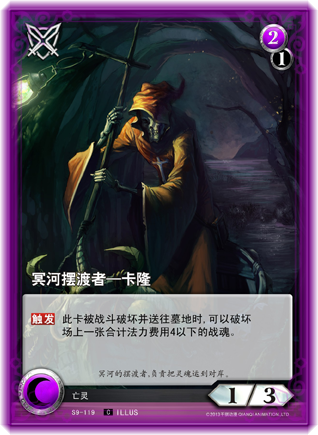 2
1
冥河摆渡者—卡隆
触发 此卡被战斗破坏并送往墓地时,可以破坏
场上一张合计法力费用4以下的战魂。
冥河的摆渡者,负责把灵魂运到对岸。
亡灵
1 / 3
S9-119 C ILLUS